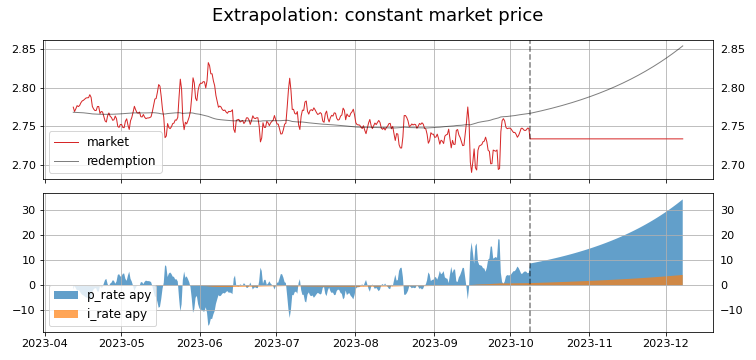 Extrapolation: constant market price
2.85 2.85
2.80 2.80
2.75 2.75
2.70 2.70
market
redemption
30 30
20 20
10 10
0 0
−10 −10
p_rate apy
i_rate apy
2023-04 2023-05 2023-06 2023-07 2023-08 2023-09 2023-10 2023-11 2023-12